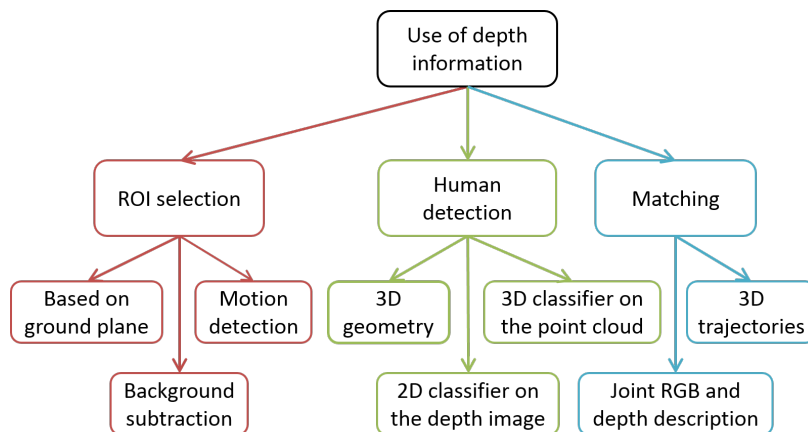 Use of depth
information
ROI selection
Human
detection
Matching
Based on
ground plane
Motion
detection
3D
geometry
3D classifier on
the point cloud
3D
trajectories
Background
subtraction
2D classifier on
the depth image
Joint RGB and
depth description